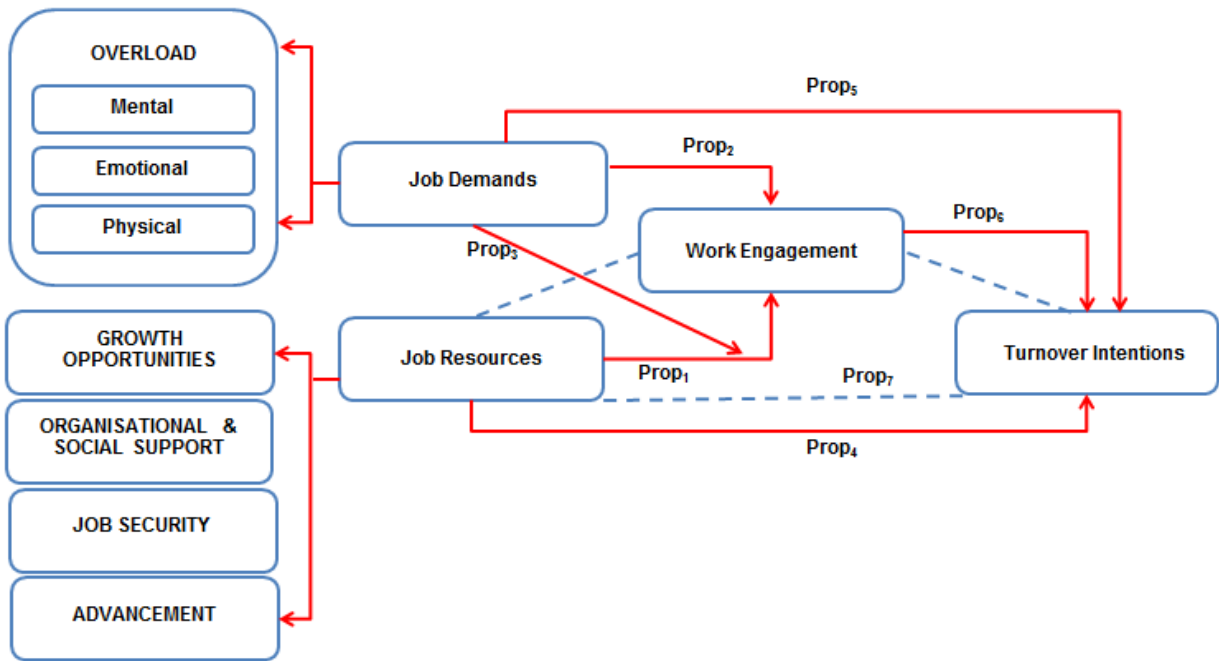 OVERLOAD
Mental
Emotional
Physical
GROWTH
OPPORTUNITIES
ORGANISATIONAL &
SOCIAL SUPPORT
JOB SECURITY
ADVANCEMENT
Job Demands
Job Resources
Prop₅
Prop₂
Prop₃
Work Engagement
Prop₆
Prop₁
Prop₇
Prop₄
Turnover Intentions